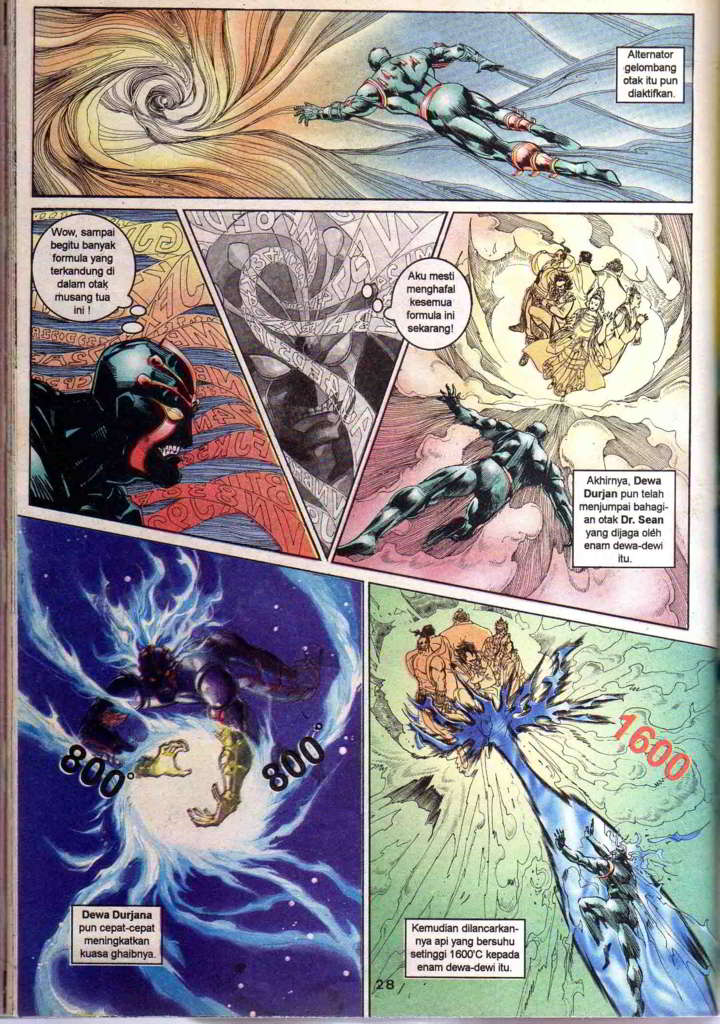 Alternator
gelombang
otak itu pun
diaktifkan.
Wow, sampai
begitu banyak
formula yang
terkandung di
dalam otak
musang tua
ini !
Aku mesti
menghafal
kesemua
formula ini
sekarang!
Akhirnya, Dewa
Durjan pun telah
menjumpai bahagi-
an otak Dr. Sean
yang dijaga oleh
enam dewa-dewi
itu.
800°
800°
Dewa Durjana
pun cepat-cepat
meningkatkan
kuasa ghaibnya.
1600
Kemudian dilancarkan-
nya api yang bersuhu
setinggi 1600'C kepada
enam dewa-dewi itu.
28